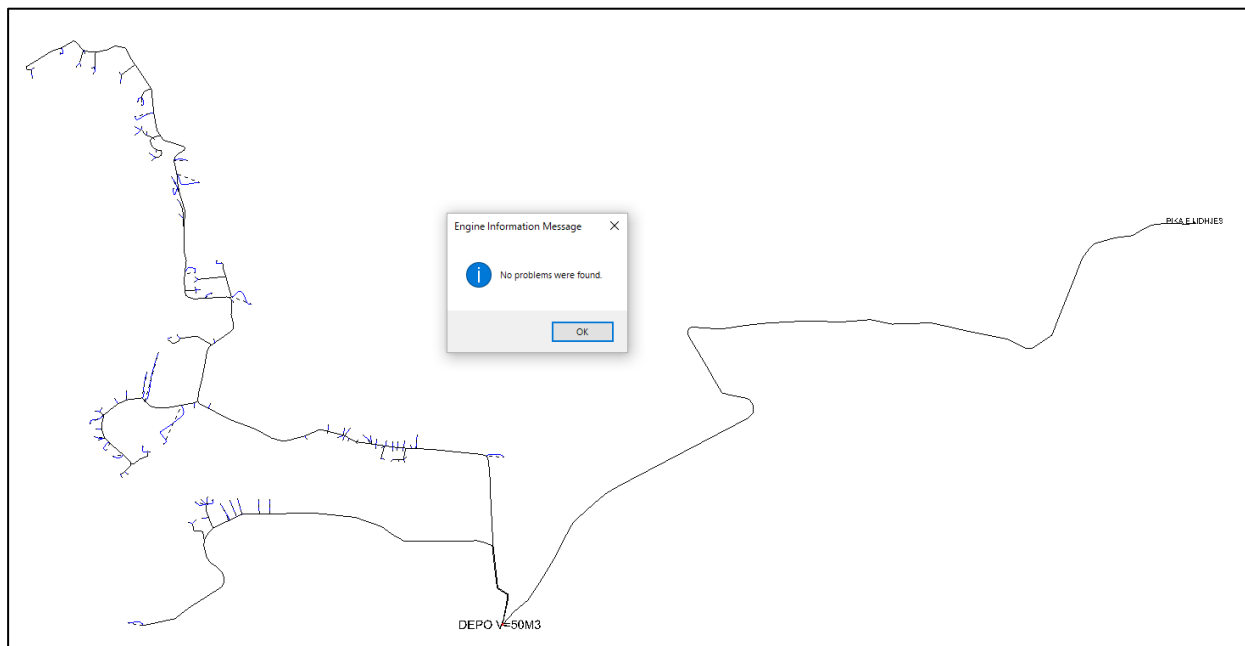 Engine Information Message
No problems were found.
OK
PIKA E LIDHJES
DEPO V=50M3